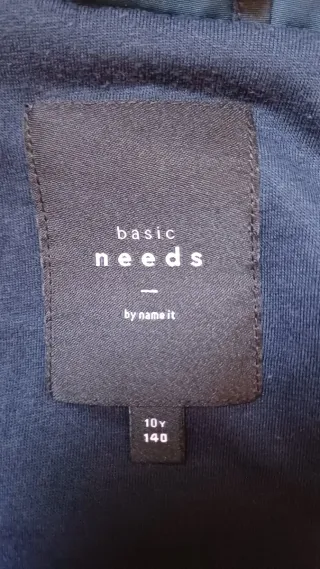 basic
needs
—
by name it
10Y
140